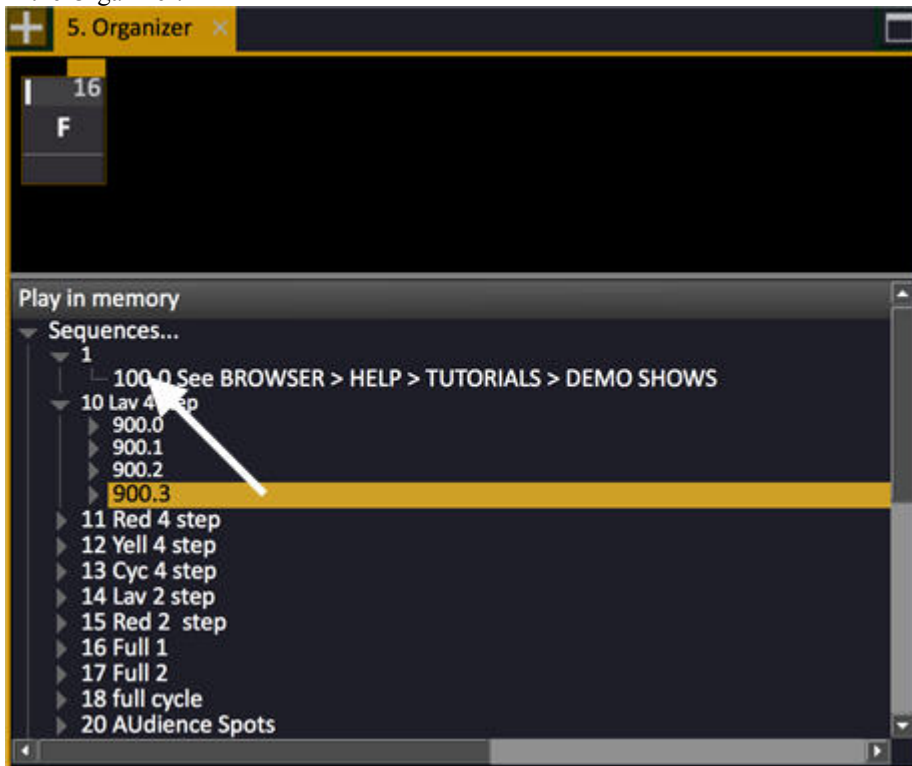 5. Organizer ×
16
F
Play in memory
Sequences...
1
100.0 See BROWSER > HELP > TUTORIALS > DEMO SHOWS
10 Lav 4 step
900.0
900.1
900.2
900.3
11 Red 4 step
12 Yell 4 step
13 Cyc 4 step
14 Lav 2 step
15 Red 2 step
16 Full 1
17 Full 2
18 full cycle
20 AUdience Spots